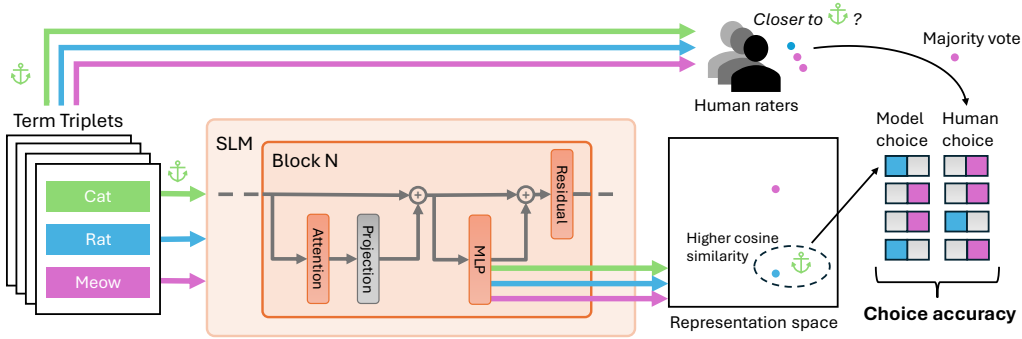 Closer to ?
Majority vote
Human raters
Term Triplets
Cat
Rat
Meow
SLM
Block N
Attention
Projection
+
MLP
+
Residual
Higher cosine
similarity
Representation space
Model
choice
Human
choice
Choice accuracy